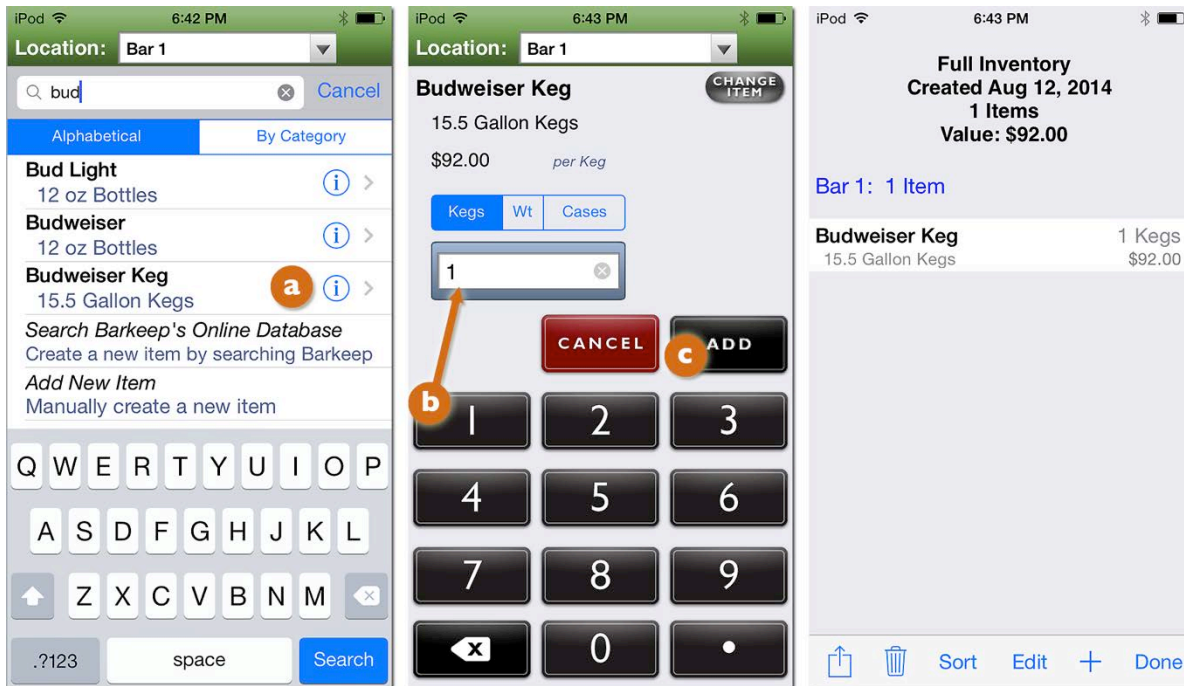 iPod 6:42 PM
Location: Bar 1
bud Cancel
Alphabetical By Category
Bud Light
12 oz Bottles
Budweiser
12 oz Bottles
Budweiser Keg
15.5 Gallon Kegs
a
Search Barkeep's Online Database
Create a new item by searching Barkeep
Add New Item
Manually create a new item
Q W E R T Y U I O P
A S D F G H J K L
Z X C V B N M
.?123 space Search
iPod 6:43 PM
Location: Bar 1
Budweiser Keg CHANGE ITEM
15.5 Gallon Kegs
$92.00 per Keg
Kegs Wt Cases
1
CANCEL c ADD
b
1 2 3
4 5 6
7 8 9
X 0 .
iPod 6:43 PM
Full Inventory
Created Aug 12, 2014
1 Items
Value: $92.00
Bar 1: 1 Item
Budweiser Keg 1 Kegs
15.5 Gallon Kegs $92.00
Sort Edit + Done